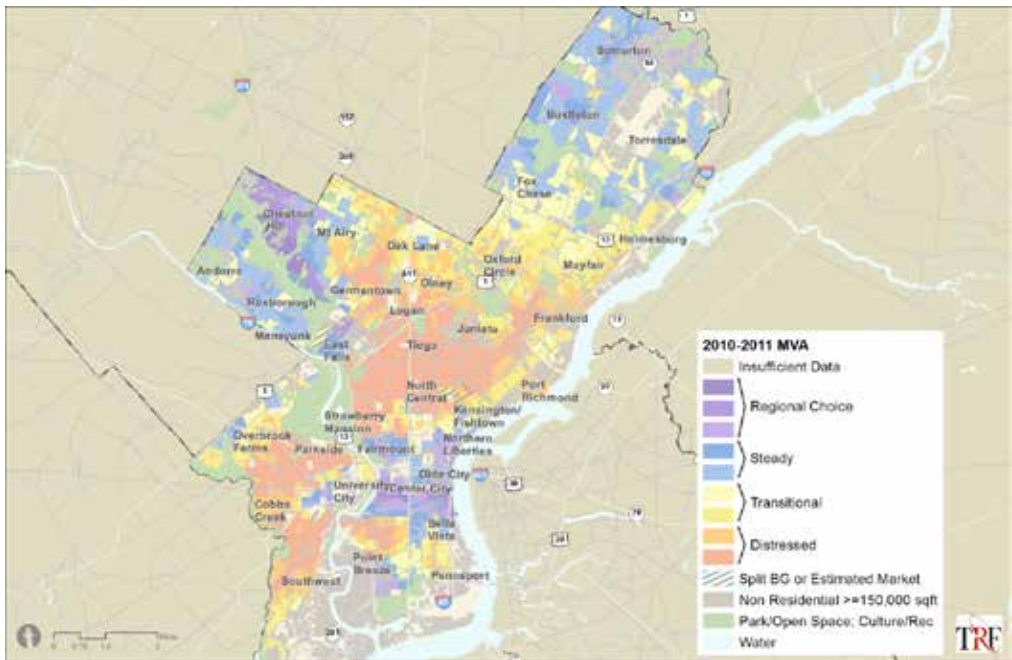 Somerton
Bustleton
Torresdale
Fox
Chase
Chestnut
Hill
Mt Airy
Oak Lane
Holmesburg
Oxford
Circle
Mayfair
Andorra
Germantown
Olney
Roxborough
Logan
Juniata
Frankford
Manayunk
East
Falls
Tioga
North
Central
Port
Richmond
Strawberry
Mansion
Kensington/
Fishtown
Overbrook
Farms
Parkside
Fairmount
Northern
Liberties
Olde City
University
City
Center City
Cobbs
Creek
Bella
Vista
Point
Breeze
Southwest
Pennsport
2010-2011 MVA
Insufficient Data
Regional Choice
Steady
Transitional
Distressed
Split BG or Estimated Market
Non Residential >=150,000 sqft
Park/Open Space; Culture/Rec
Water
TRF